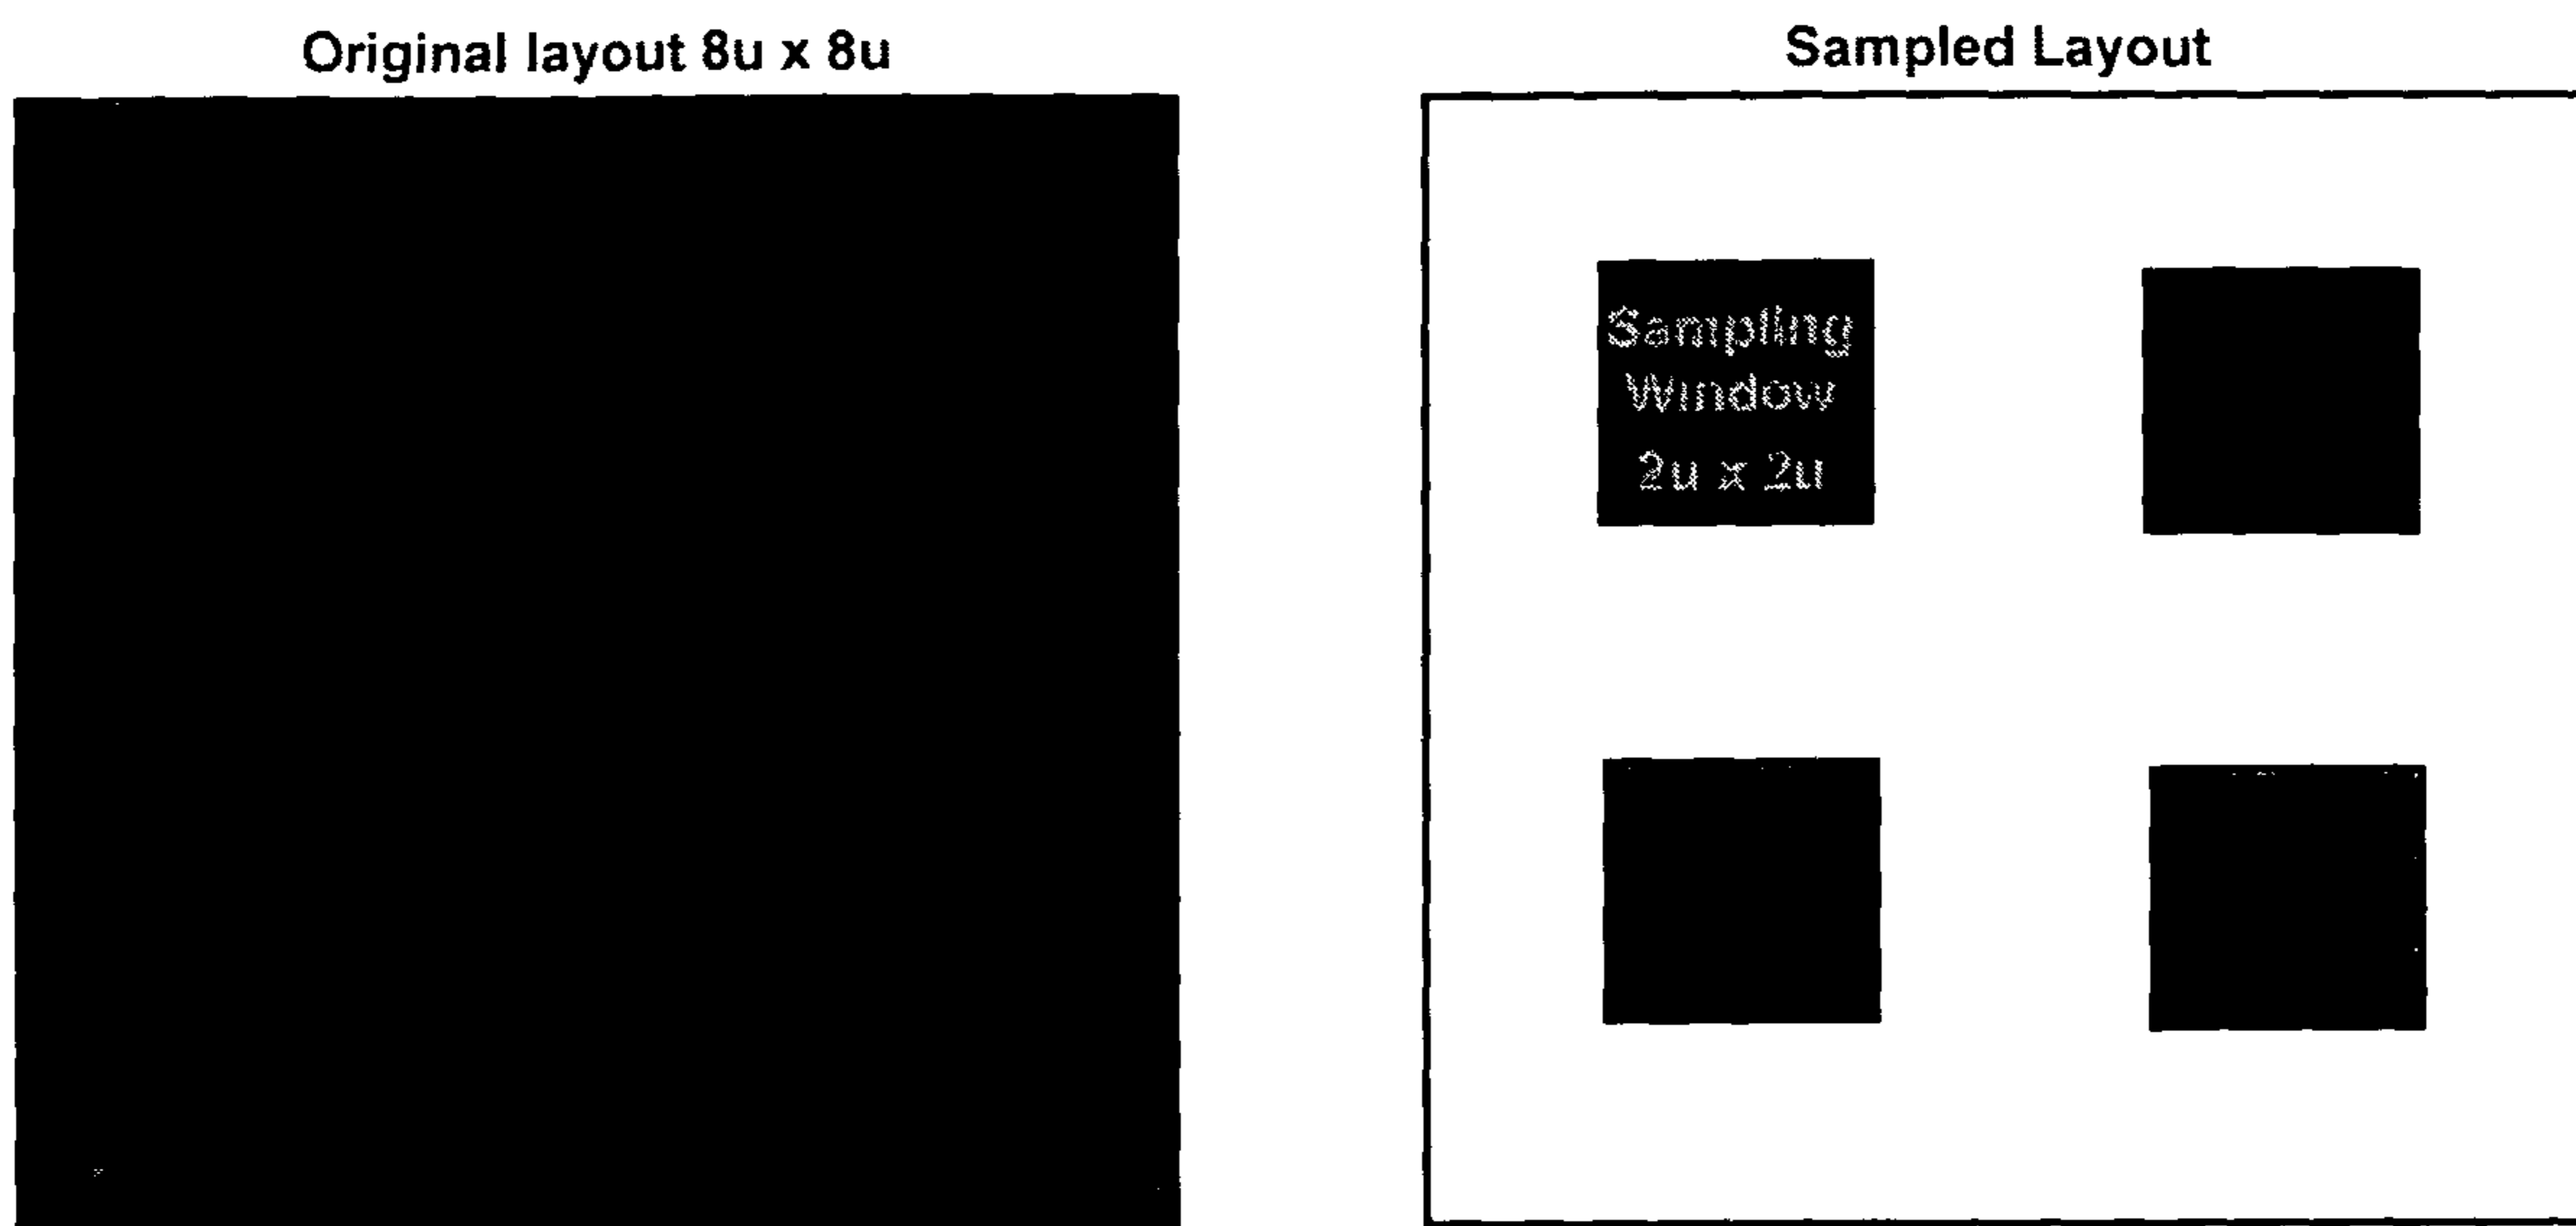 Original layout 8u x 8u
Sampled Layout
Sampling
Window
2u x 2u